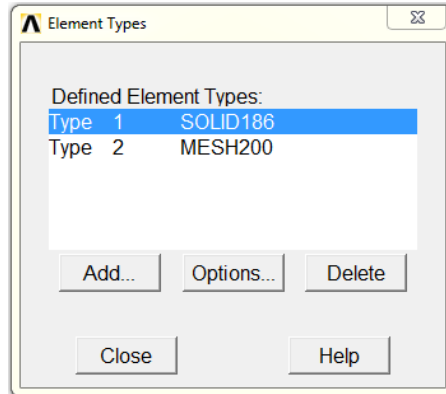 Element Types
Defined Element Types:
Type 1 SOLID186
Type 2 MESH200
Add... Options... Delete
Close Help